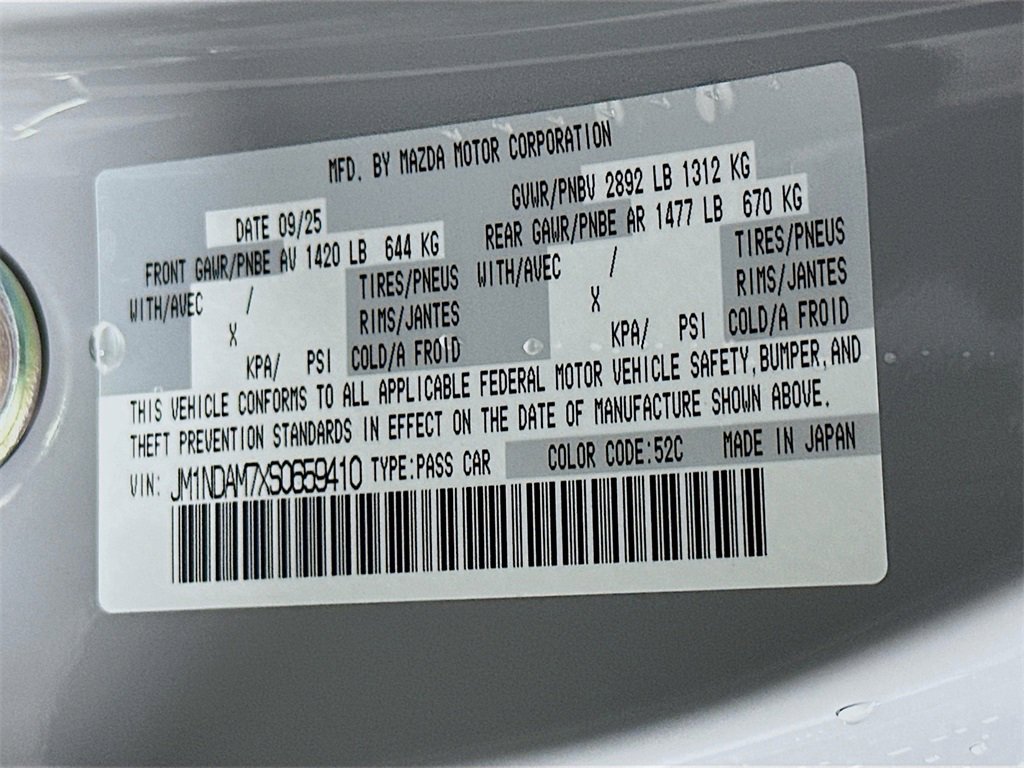 MFD. BY MAZDA MOTOR CORPORATION
DATE 09/25
GVWR/PNBV 2892 LB 1312 KG
FRONT GAWR/PNBE AV 1420 LB 644 KG
REAR GAWR/PNBE AR 1477 LB 670 KG
WITH/AVEC / TIRES/PNEUS
WITH/AVEC / TIRES/PNEUS
X RIMS/JANTES
X RIMS/JANTES
KPA/ PSI COLD/A FROID
KPA/ PSI COLD/A FROID
THIS VEHICLE CONFORMS TO ALL APPLICABLE FEDERAL MOTOR VEHICLE SAFETY,BUMPER,AND
THEFT PREVENTION STANDARDS IN EFFECT ON THE DATE OF MANUFACTURE SHOWN ABOVE.
VIN: JM1NDAM7XS0659410 TYPE:PASS CAR COLOR CODE:52C MADE IN JAPAN